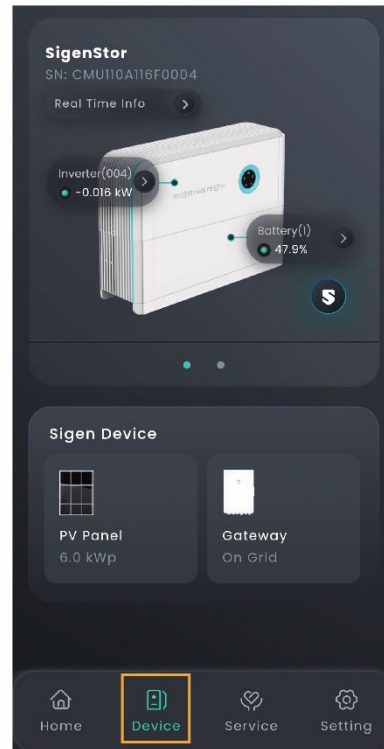 SigenStor
SN: CMU110A116F0004
Real Time Info
Inverter(004)
-0.016 kW
SIGENERGY
Battery(1)
47.9%
Sigen Device
PV Panel
6.0 kWp
Gateway
On Grid
Home
Device
Service
Setting